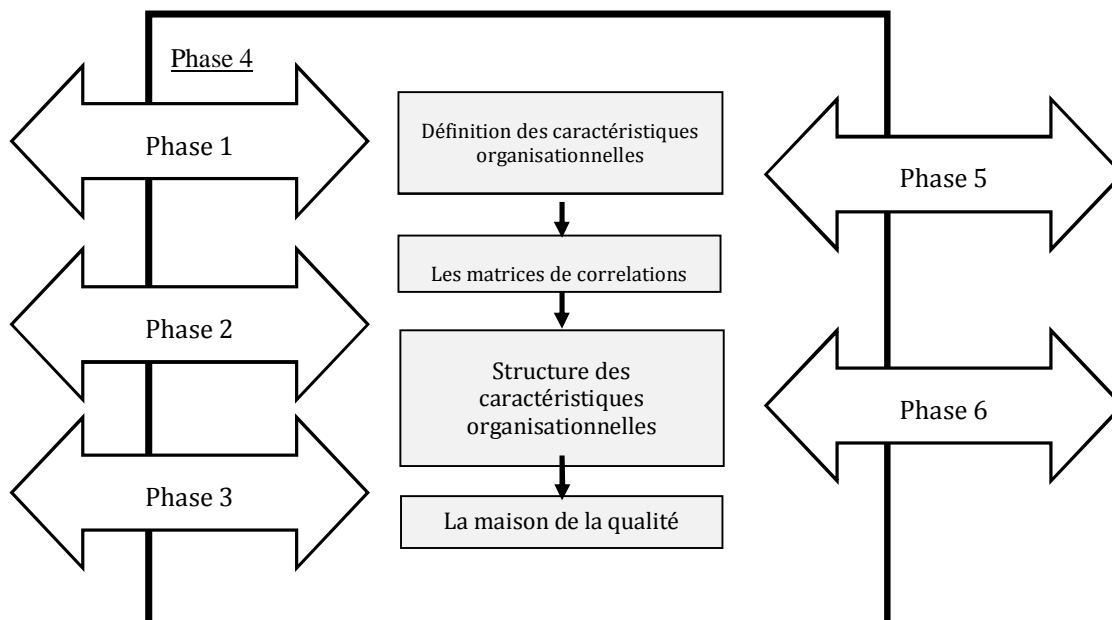 Phase 4
Phase 1
Phase 2
Phase 3
Définition des caractéristiques
organisationnelles
Les matrices de correlations
Structure des
caractéristiques
organisationnelles
La maison de la qualité
Phase 5
Phase 6